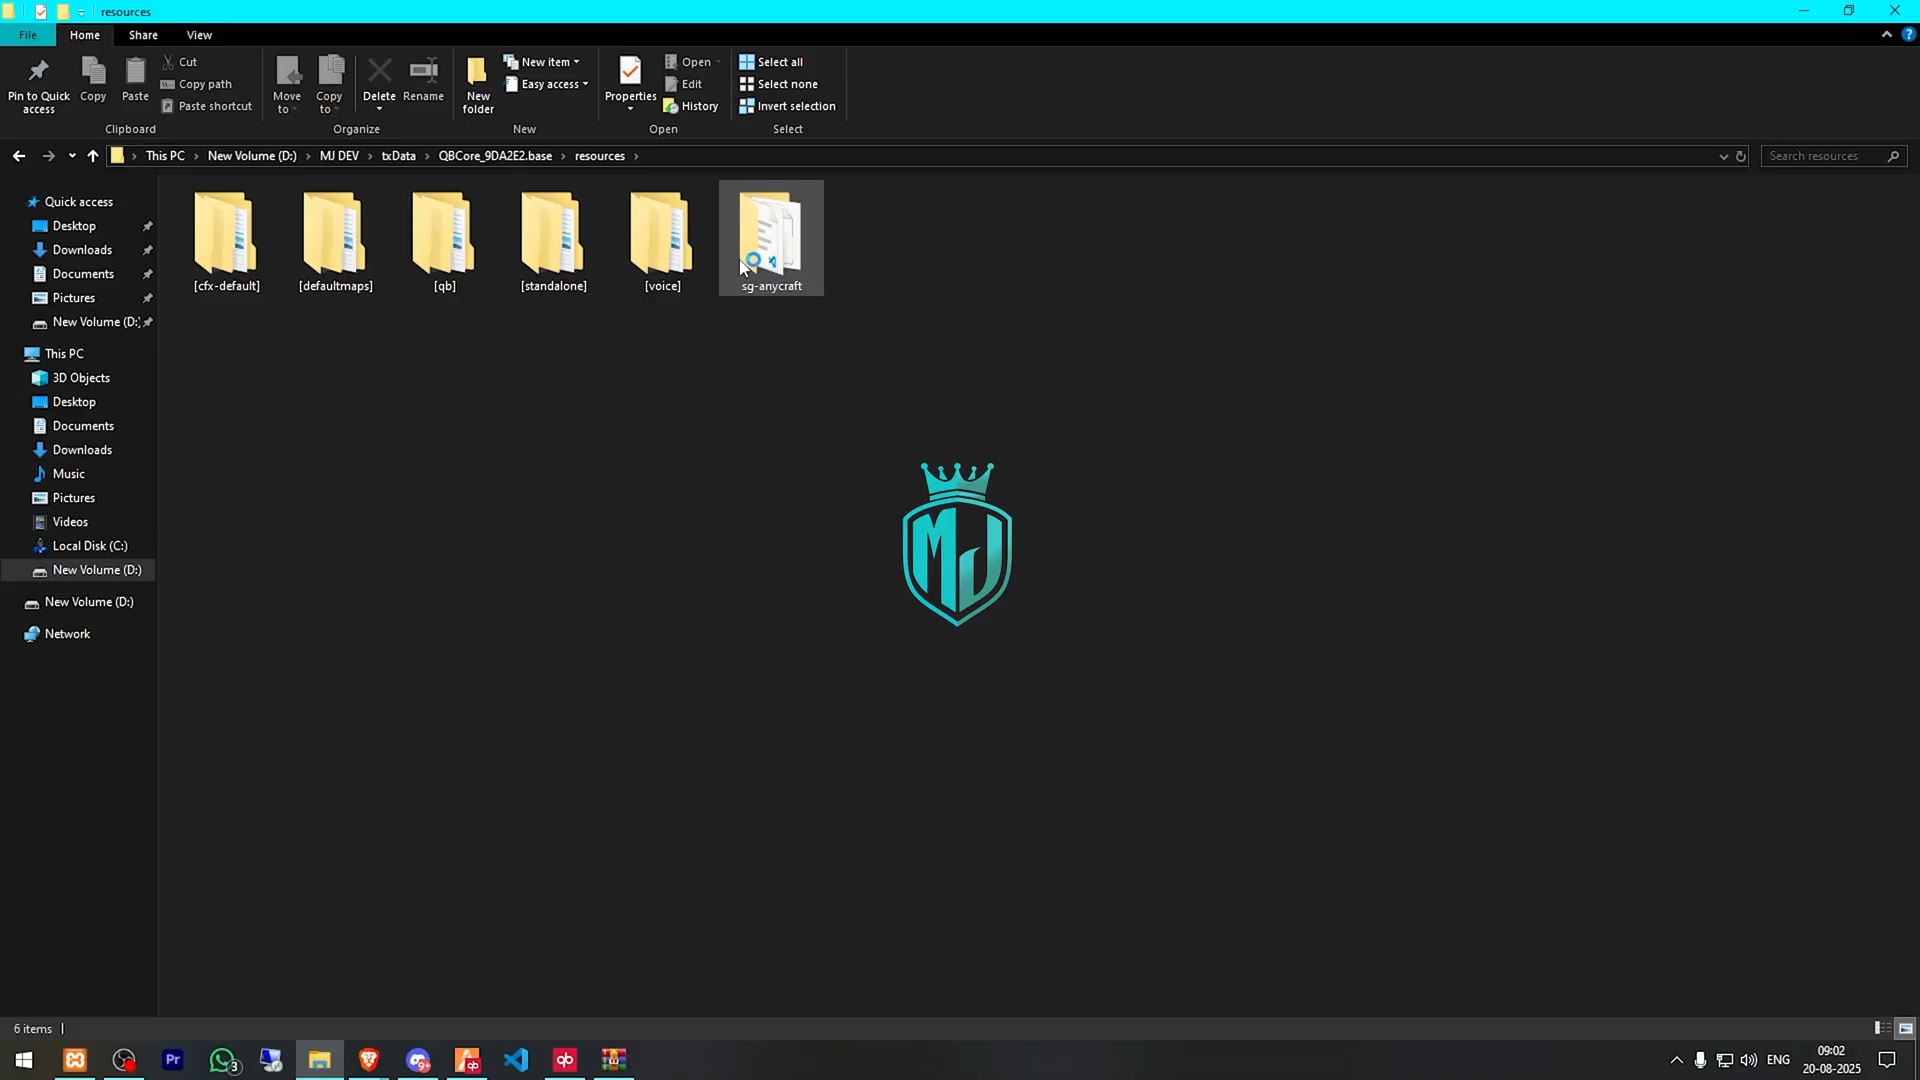 resources
File Home Share View
Pin to Quick access
Copy
Paste
Cut
Copy path
Paste shortcut
Clipboard
Move to
Copy to
Delete
Rename
Organize
New folder
New item
Easy access
New
Properties
Open
Edit
History
Open
Select all
Select none
Invert selection
Select
This PC New Volume (D:) MJ DEV txData QBCore_9DA2E2.base resources
Search resources
Quick access
Desktop
Downloads
Documents
Pictures
New Volume (D:)
This PC
3D Objects
Desktop
Documents
Downloads
Music
Pictures
Videos
Local Disk (C:)
New Volume (D:)
New Volume (D:)
Network
[cfx-default] [defaultmaps] [qb] [standalone] [voice] sg-anycraft
MJ
6 items
Pr
3
9+
qb
qb
ENG
09:02
20-08-2025